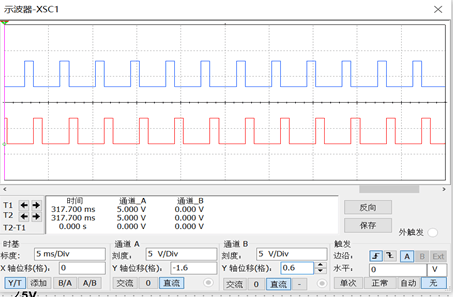 示波器-XSC1
时间 通道_A 通道_B
T1 317.700 ms 5.000 V 0.000 V
T2 317.700 ms 5.000 V 0.000 V
T2-T1 0.000 s 0.000 V 0.000 V
反向
保存
外触发
时基 通道 A 通道 B 触发
标度: 5 ms/Div 刻度: 5 V/Div 刻度: 5 V/Div 边沿: A B Ext
X 轴位移(格): 0 Y 轴位移(格): -1.6 Y 轴位移(格): 0.6 水平: 0 V
Y/T 添加 B/A A/B 交流 0 直流 交流 0 直流 - 单次 正常 自动 无